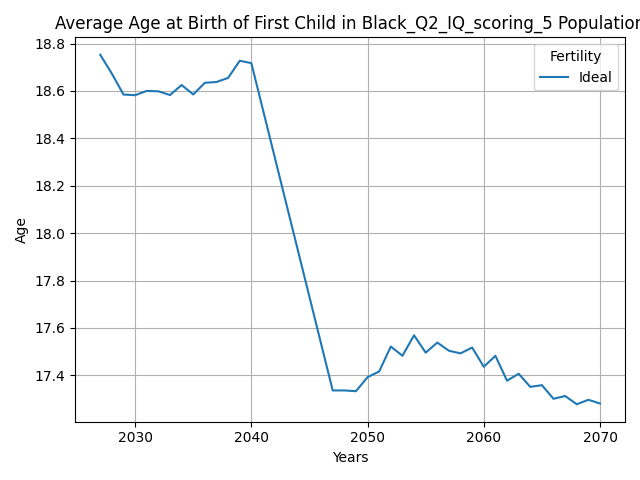 Average Age at Birth of First Child in Black_Q2_IQ_scoring_5 Population
Fertility
Ideal
18.8
18.6
18.4
18.2
18.0
17.8
17.6
17.4
Age
2030 2040 2050 2060 2070
Years